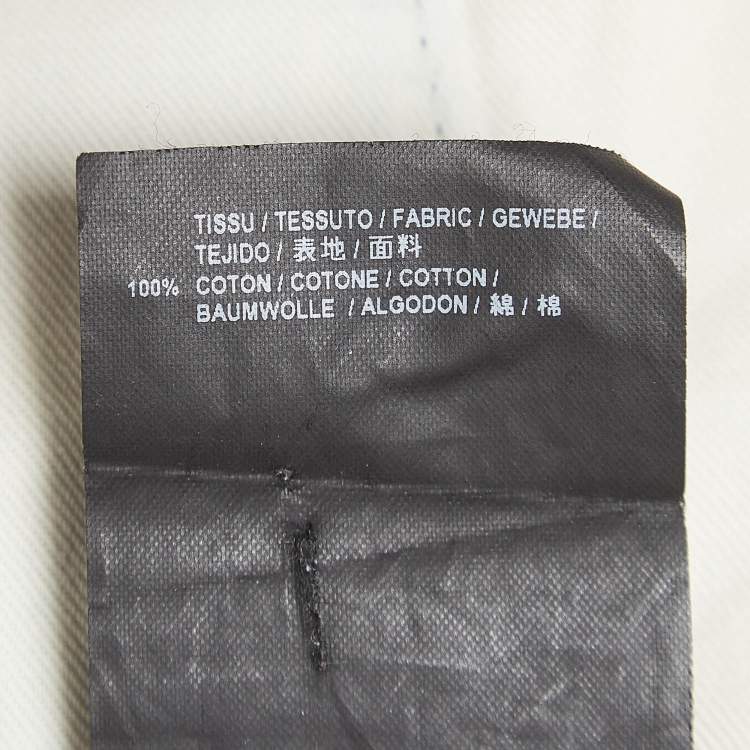 TISSU / TESSUTO / FABRIC / GEWEBE /
TEJIDO / 表地 / 面料
100% COTON / COTONE / COTTON /
BAUMWOLLE / ALGODON / 綿 / 棉